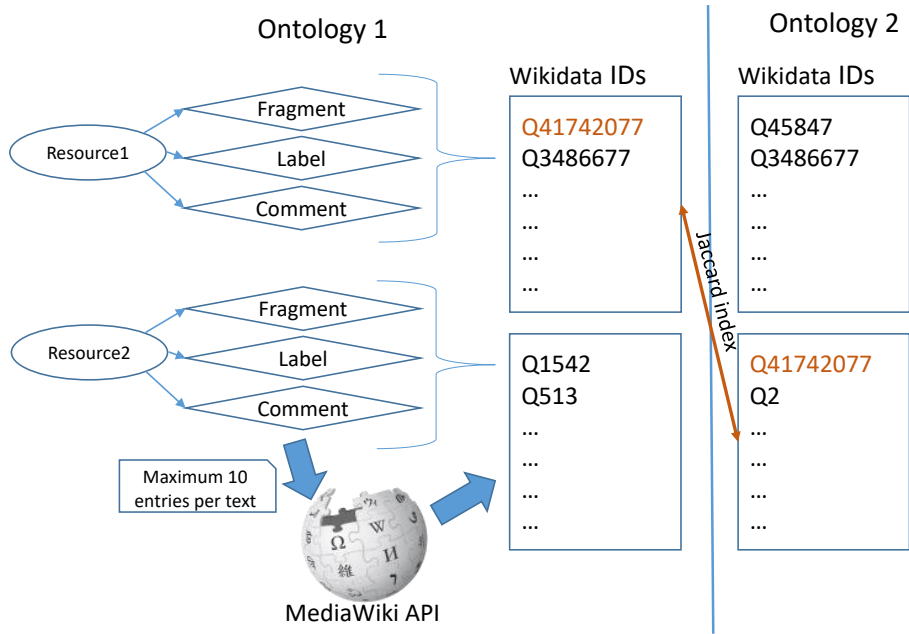 Ontology 1
Ontology 2
Wikidata IDs
Wikidata IDs
Resource1
Fragment
Label
Comment
Q41742077
Q3486677
...
...
...
...
Q45847
Q3486677
...
...
...
...
Jaccard index
Resource2
Fragment
Label
Comment
Q1542
Q513
...
...
...
...
Q41742077
Q2
...
...
...
...
Maximum 10
entries per text
Ω
W
И
維
MediaWiki API